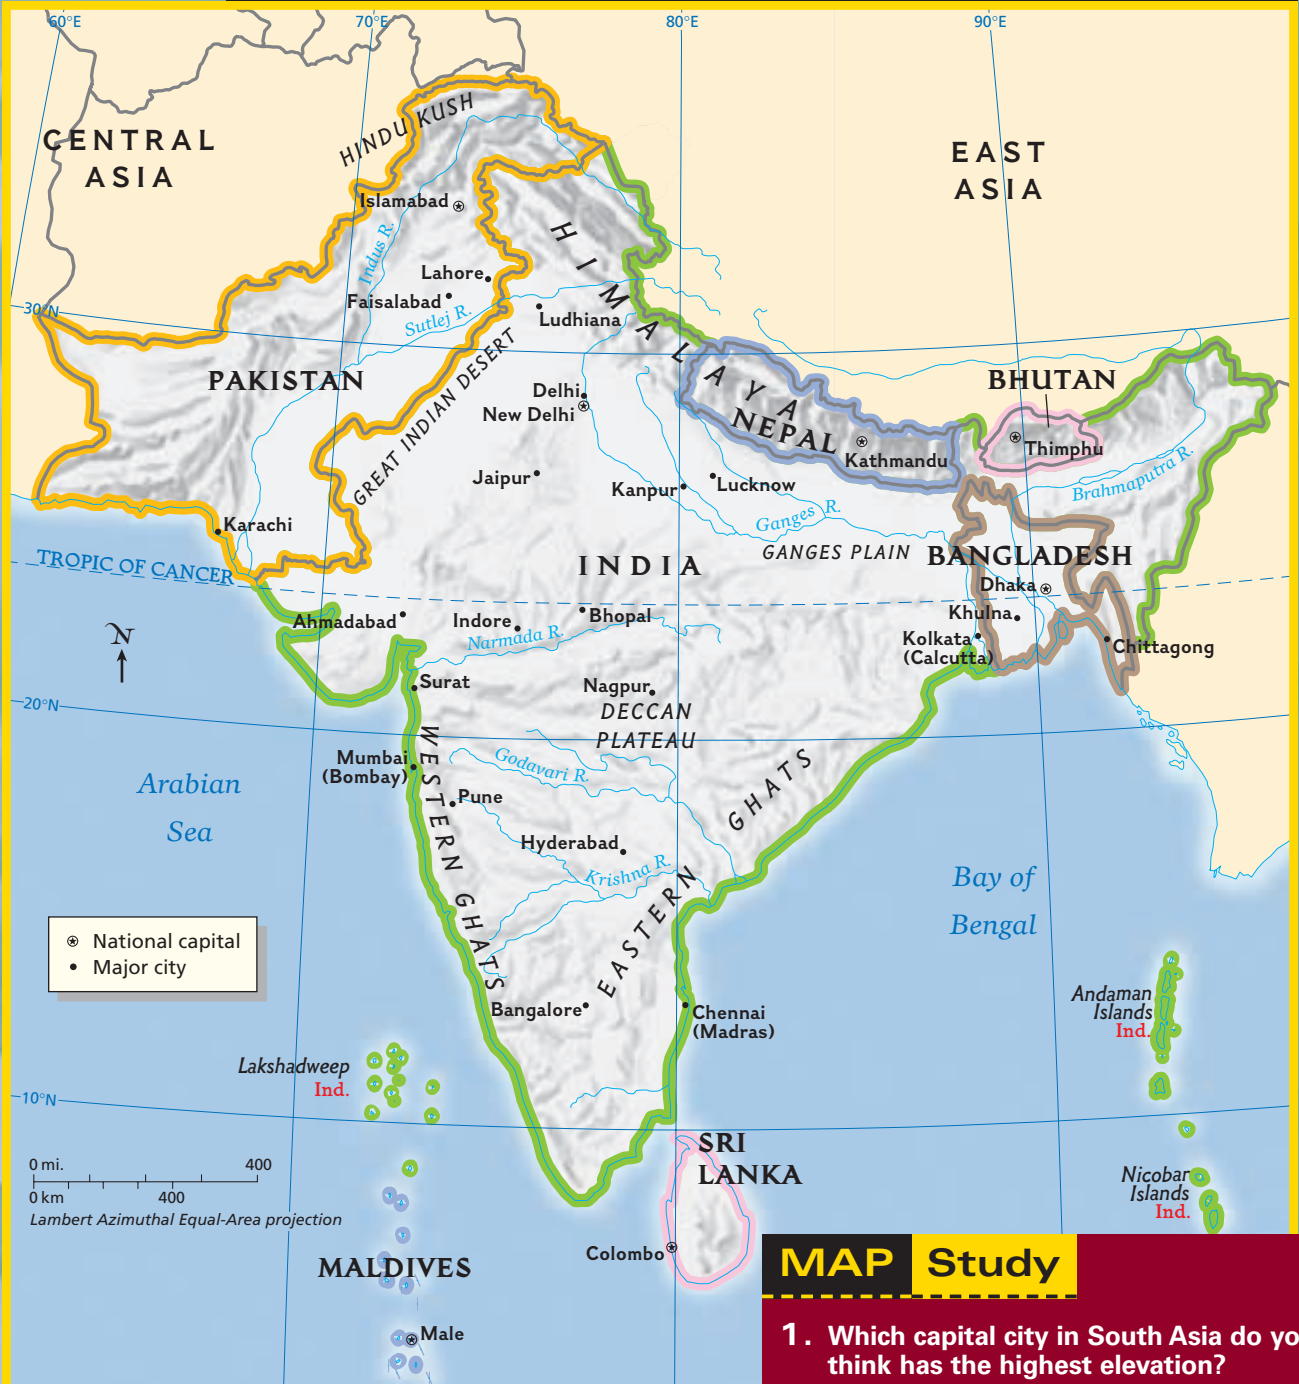 60°E
70°E
80°E
90°E
CENTRAL
ASIA
EAST
ASIA
HINDU KUSH
Islamabad
Indus R.
HIMALAYA
Lahore
Faisalabad
Sutlej R.
Ludhiana
30°N
PAKISTAN
GREAT INDIAN DESERT
Delhi
New Delhi
NEPAL
Kathmandu
BHUTAN
Thimphu
Brahmaputra R.
Jaipur
Kanpur
Lucknow
Ganges R.
Karachi
GANGES PLAIN
BANGLADESH
TROPIC OF CANCER
INDIA
Dhaka
Ahmadabad
Indore
Bhopal
Khulna
Narmada R.
Kolkata
(Calcutta)
Chittagong
N
Surat
Nagpur
20°N
DECCAN
PLATEAU
WESTERN GHATS
Mumbai
(Bombay)
Godavari R.
EASTERN GHATS
Arabian
Sea
Pune
Hyderabad
Krishna R.
Bay of
Bengal
National capital
Major city
Bangalore
Chennai
(Madras)
Andaman
Islands
Ind.
Lakshadweep
Ind.
10°N
SRI
LANKA
0 mi.
400
0 km
400
Lambert Azimuthal Equal-Area projection
Nicobar
Islands
Ind.
Colombo
MALDIVES
Male
MAP Study
1. Which capital city in South Asia do yo
think has the highest elevation?